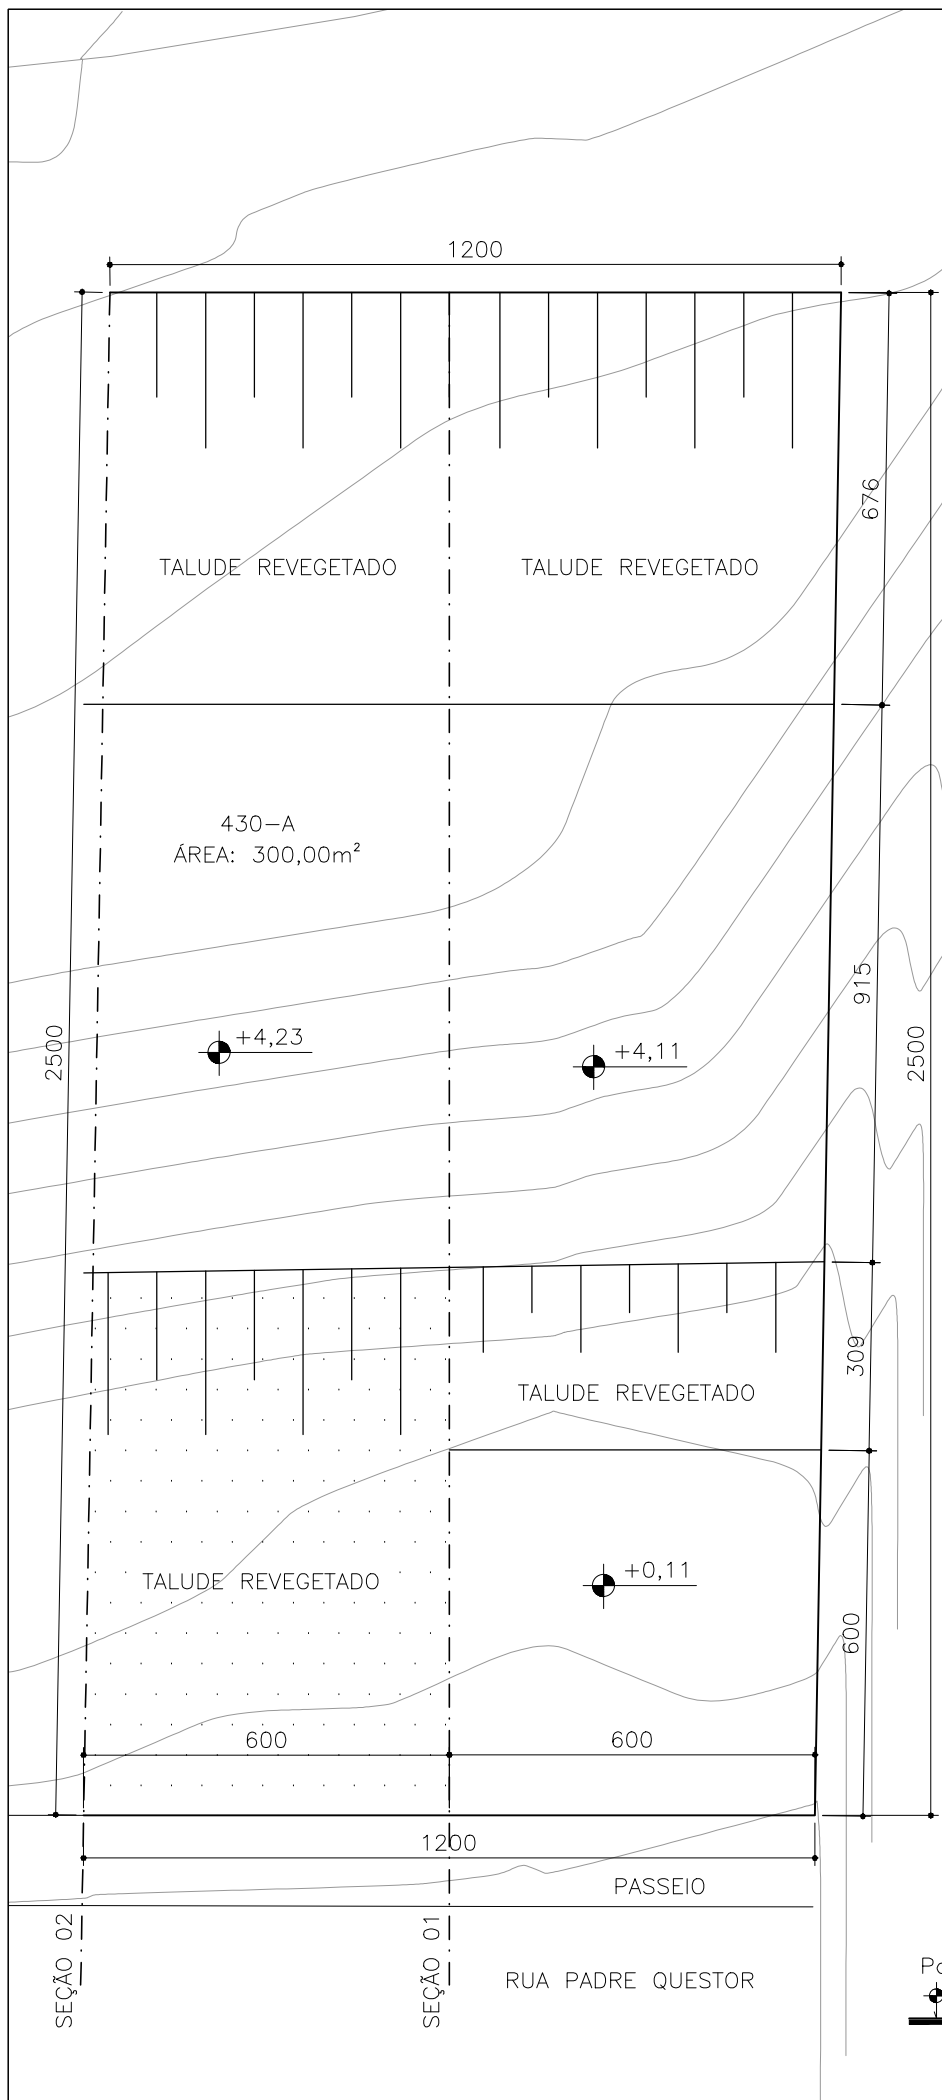 1200
676
TALUDE REVEGETADO
TALUDE REVEGETADO
430-A
ÁREA: 300,00m²
915
2500
2500
+4,23
+4,11
309
TALUDE REVEGETADO
TALUDE REVEGETADO
+0,11
600
600
600
1200
PASSEIO
SEÇÃO 02
SEÇÃO 01
RUA PADRE QUESTOR